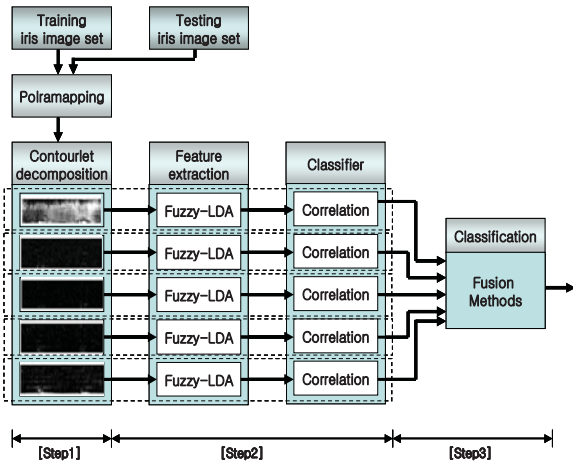 Training
iris image set
Testing
iris image set
Polramapping
Contourlet
decomposition
Feature
extraction
Classifier
Fuzzy-LDA
Correlation
Fuzzy-LDA
Correlation
Fuzzy-LDA
Correlation
Fuzzy-LDA
Correlation
Fuzzy-LDA
Correlation
Classification
Fusion
Methods
[Step1]
[Step2]
[Step3]